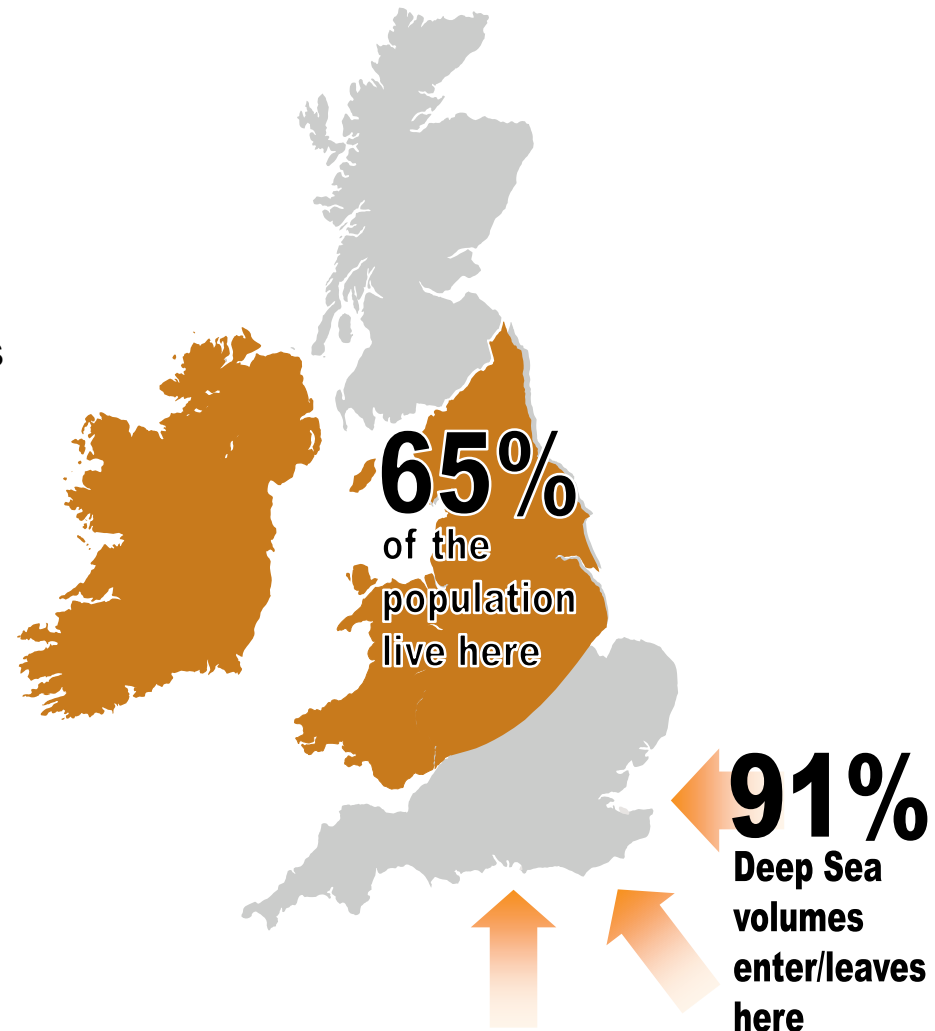 65%
of the
population
live here
91%
Deep Sea
volumes
enter/leaves
here